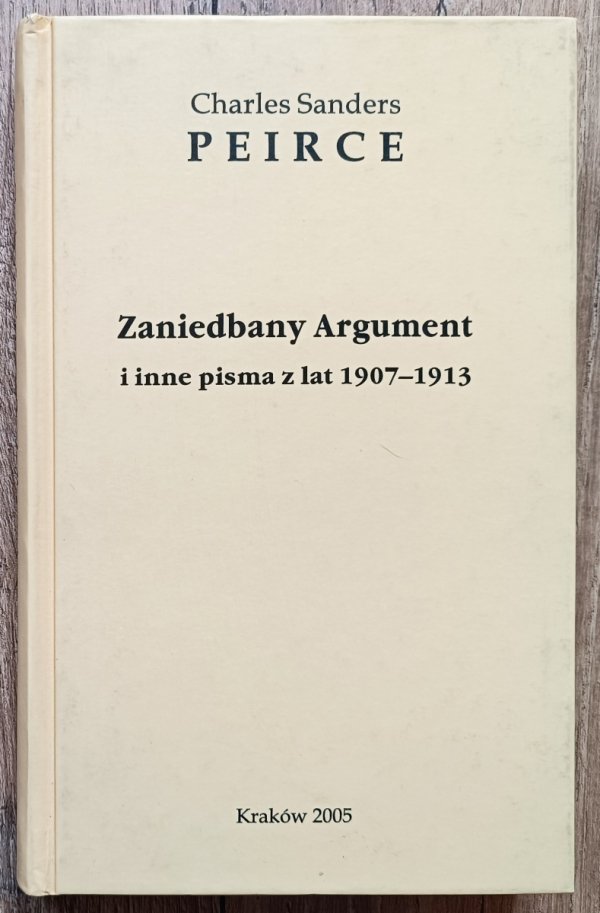 Charles Sanders
PEIRCE
Zaniedbany Argument
i inne pisma z lat 1907–1913
Kraków 2005